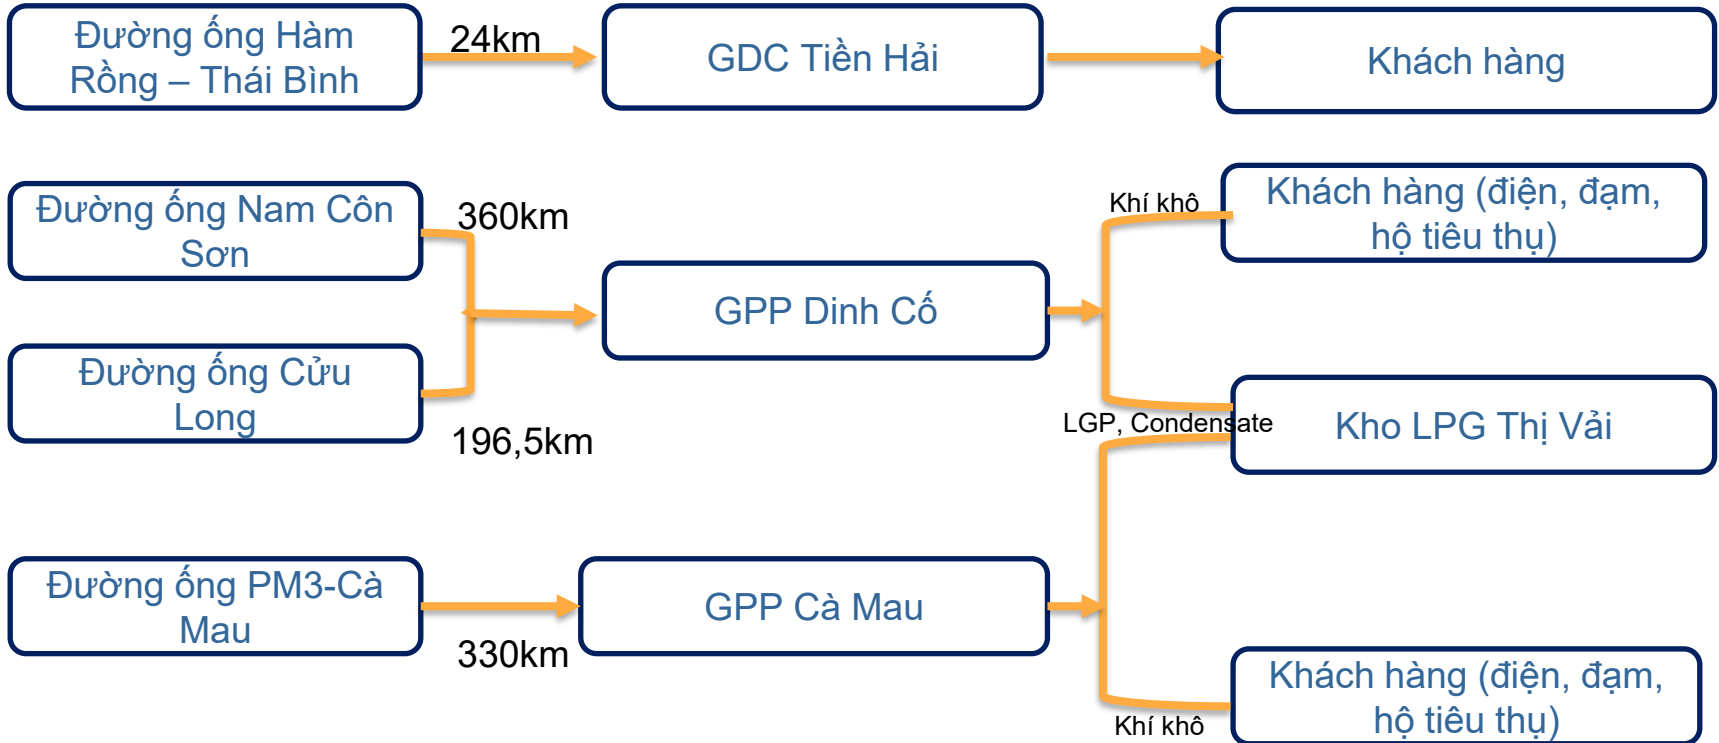 Đường ống Hàm
Rồng – Thái Bình
24km
GDC Tiền Hải
Khách hàng
Đường ống Nam Côn
Sơn
360km
Khí khô
Khách hàng (điện, đạm,
hộ tiêu thụ)
GPP Dinh Cố
Đường ống Cửu
Long
196,5km
LGP, Condensate
Kho LPG Thị Vải
Đường ống PM3-Cà
Mau
330km
GPP Cà Mau
Khí khô
Khách hàng (điện, đạm,
hộ tiêu thụ)